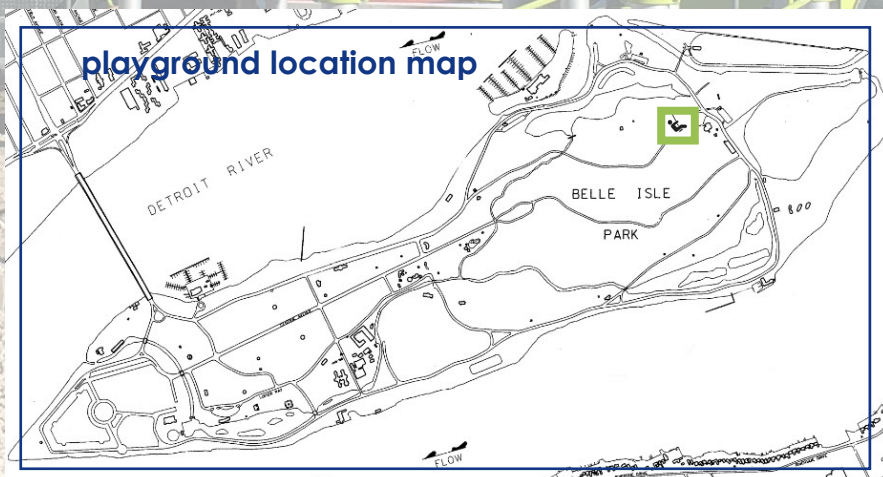 FLOW
playground location map
DETROIT RIVER
BELLE ISLE
PARK
FLOW